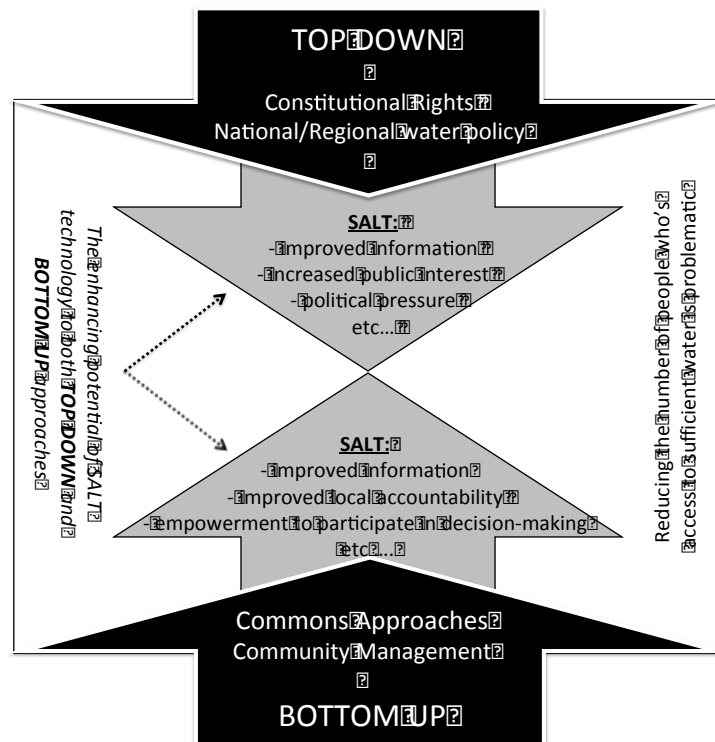 TOP DOWN
Constitutional Rights
National/Regional water policy
SALT:
- improved information
- increased public interest
- political pressure
etc...
The enhancing potential of SALT
technology to both TOP DOWN and
BOTTOM UP approaches
Reducing the number of people who's
access to sufficient water is problematic
SALT:
- improved information
- improved local accountability
- empowerment to participate in decision-making
etc...
Commons Approaches
Community Management
BOTTOM UP